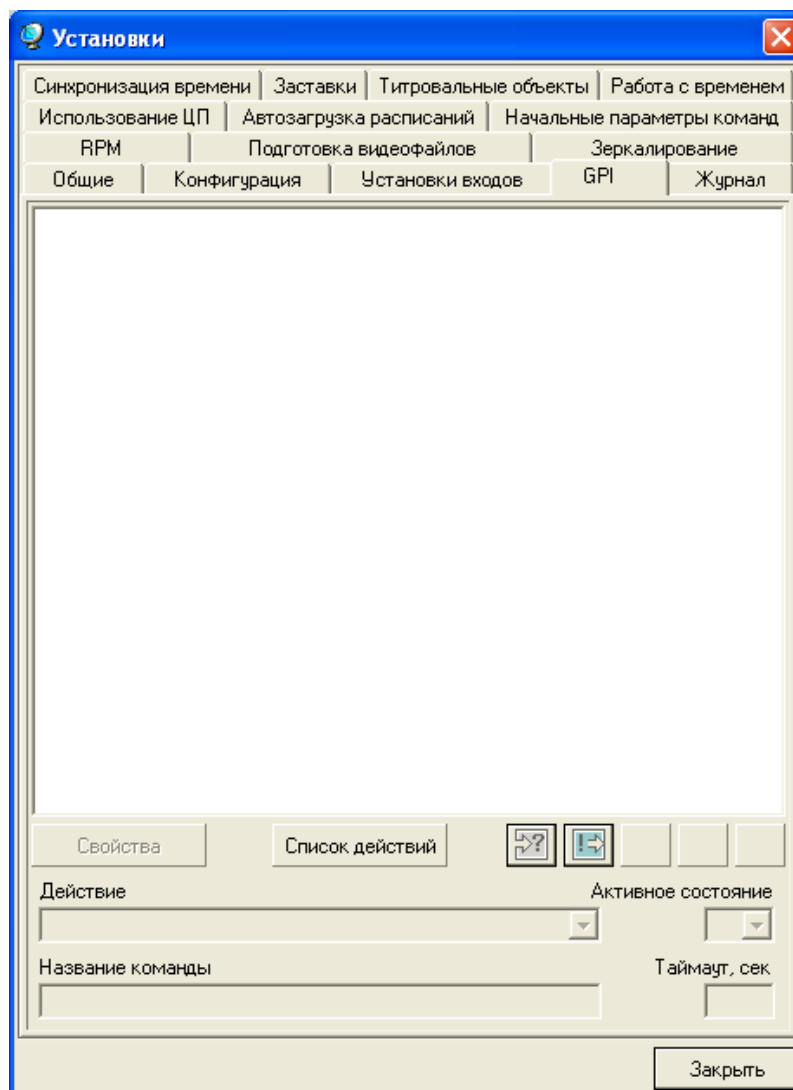 Установки
Синхронизация времени Заставки Титровальные объекты Работа с временем
Использование ЦП Автозагрузка расписаний Начальные параметры команд
RPM Подготовка видеофайлов Зеркалирование
Общие Конфигурация Установки входов GPI Журнал
Свойства Список действий ? !
Действие Активное состояние
Название команды Таймаут, сек
Закрыть